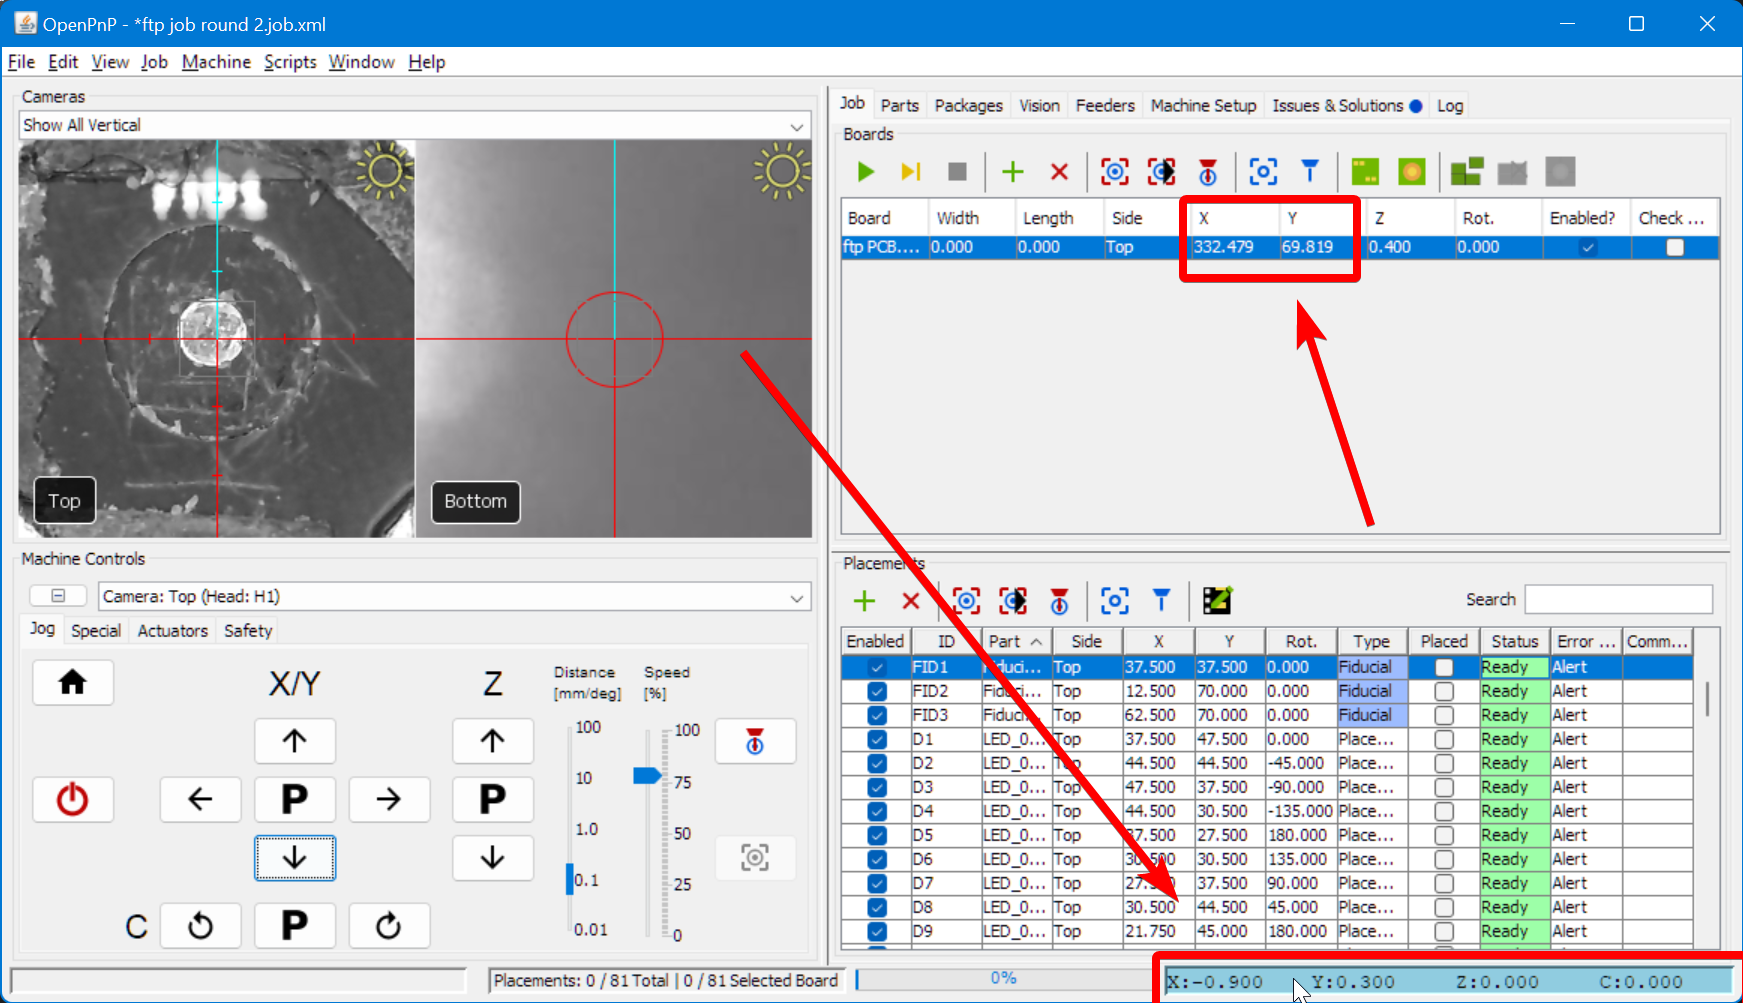 OpenPnP - *ftp job round 2.job.xml
File Edit View Job Machine Scripts Window Help
Cameras
Show All Vertical
Top
Bottom
Machine Controls
Camera: Top (Head: H1)
Jog Special Actuators Safety
X/Y
Z
Distance
[mm/deg]
Speed
[%]
100
10
1.0
0.1
0.01
100
75
50
25
0
P
P
C
P
Job Parts Packages Vision Feeders Machine Setup Issues & Solutions Log
Boards
Board Width Length Side X Y Z Rot. Enabled? Check ...
ftp PCB.... 0.000 0.000 Top 332.479 69.819 0.400 0.000
Placements
Search
Enabled ID Part Side X Y Rot. Type Placed Status Error ... Comm...
FID1 Fiduci... Top 37.500 37.500 0.000 Fiducial Ready Alert
FID2 Fiduci... Top 12.500 70.000 0.000 Fiducial Ready Alert
FID3 Fiduci... Top 62.500 70.000 0.000 Fiducial Ready Alert
D1 LED_0... Top 37.500 47.500 0.000 Place... Ready Alert
D2 LED_0... Top 44.500 44.500 -45.000 Place... Ready Alert
D3 LED_0... Top 47.500 37.500 -90.000 Place... Ready Alert
D4 LED_0... Top 44.500 30.500 -135.000 Place... Ready Alert
D5 LED_0... Top 37.500 27.500 180.000 Place... Ready Alert
D6 LED_0... Top 30.500 30.500 135.000 Place... Ready Alert
D7 LED_0... Top 27.500 37.500 90.000 Place... Ready Alert
D8 LED_0... Top 30.500 44.500 45.000 Place... Ready Alert
D9 LED_0... Top 21.750 45.000 180.000 Place... Ready Alert
Placements: 0 / 81 Total | 0 / 81 Selected Board
0%
X:-0.900 Y:0.300 Z:0.000 C:0.000